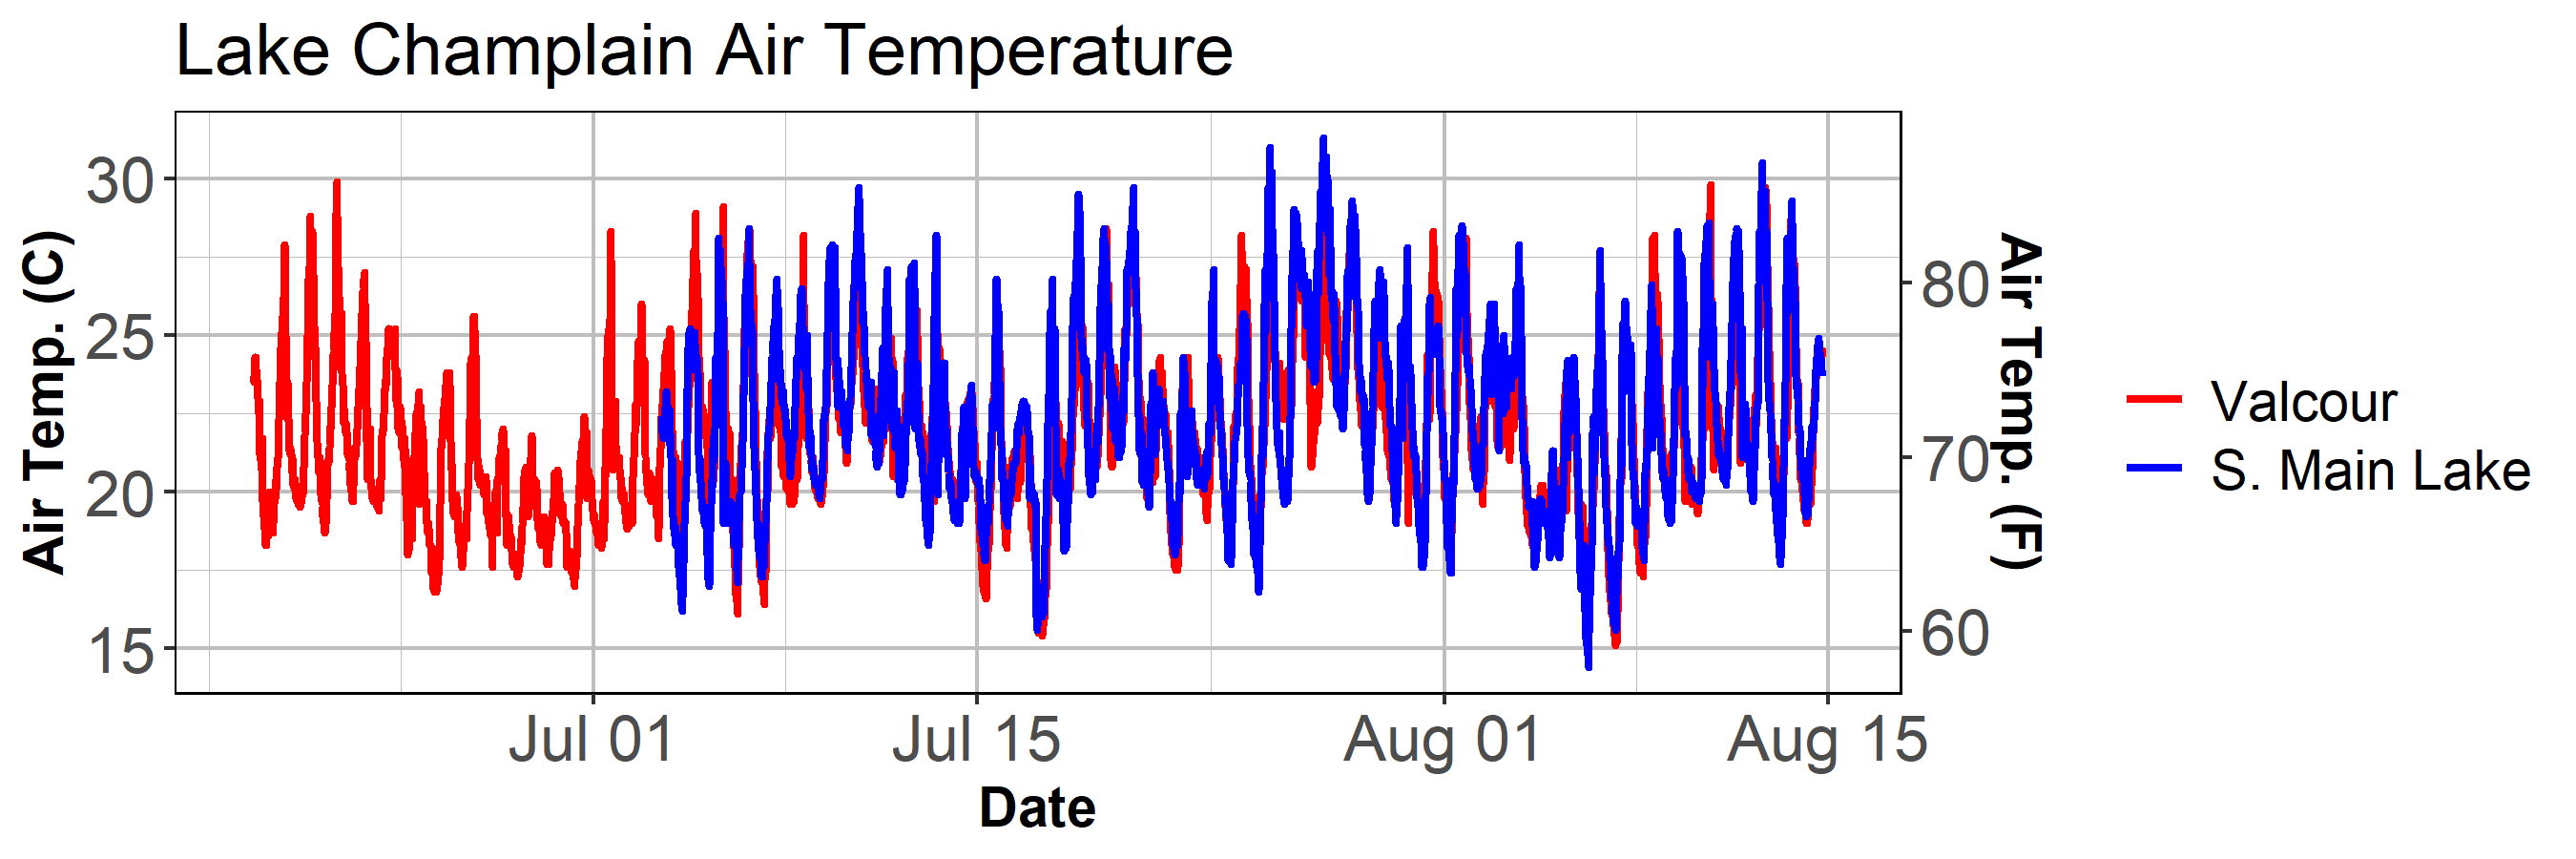 Lake Champlain Air Temperature
Air Temp. (C)
30
25
20
15
80
70
60
Air Temp. (F)
Jul 01
Jul 15
Aug 01
Aug 15
Date
Valcour
S. Main Lake